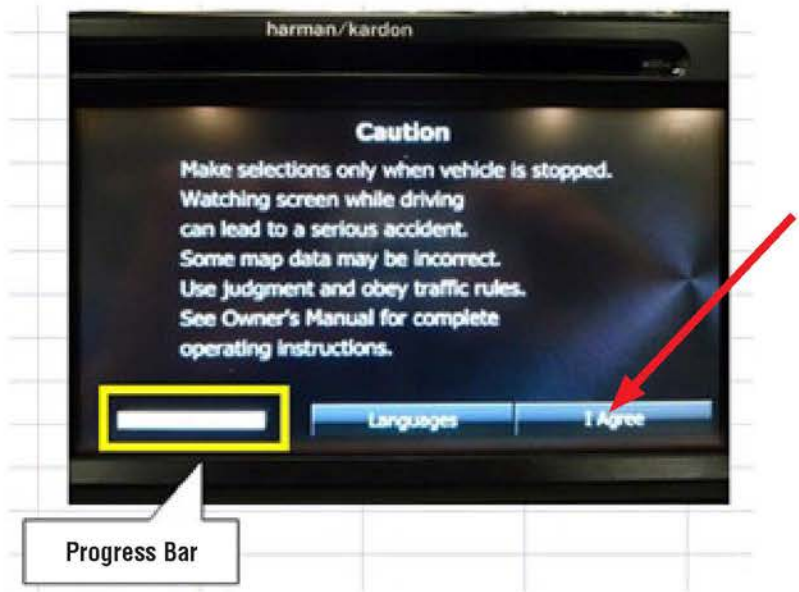 harman/kardon
Caution
Make selections only when vehicle is stopped.
Watching screen while driving
can lead to a serious accident.
Some map data may be incorrect.
Use judgment and obey traffic rules.
See Owner's Manual for complete
operating instructions.
Languages
I Agree
Progress Bar